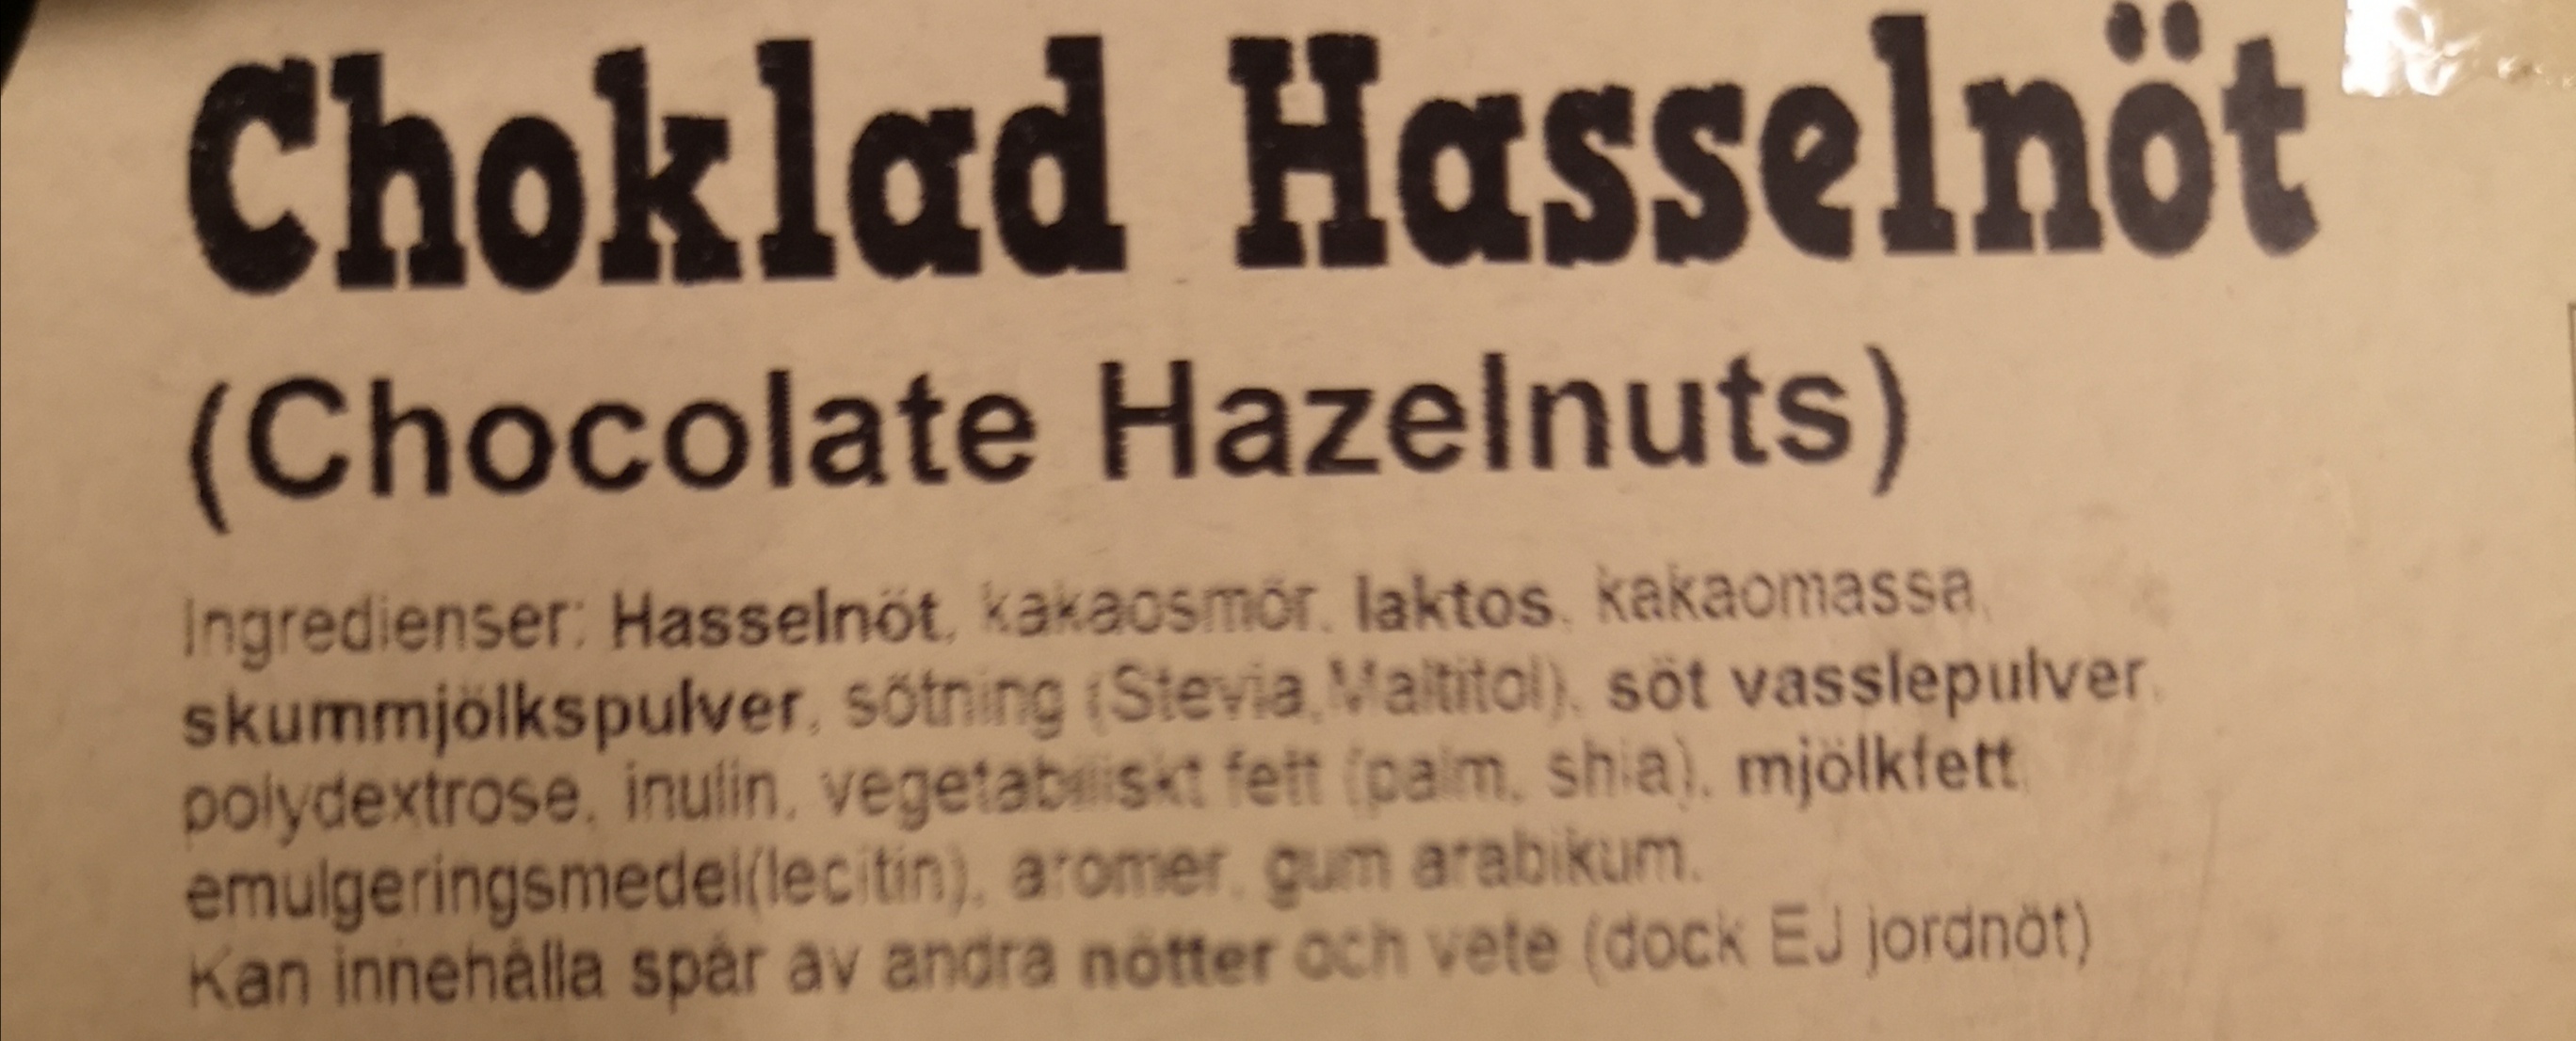 Choklad Hasselnöt
(Chocolate Hazelnuts)
Ingredienser: Hasselnöt, kakaosmör, laktos, kakaomassa,
skummjölkspulver, sötning (Stevia,Maltitol), söt vasslepulver,
polydextrose, inulin, vegetabiliskt fett (palm, shia), mjölkfett,
emulgeringsmedel(lecitin), aromer, gum arabikum.
Kan innehålla spår av andra nötter och vete (dock EJ jordnöt)